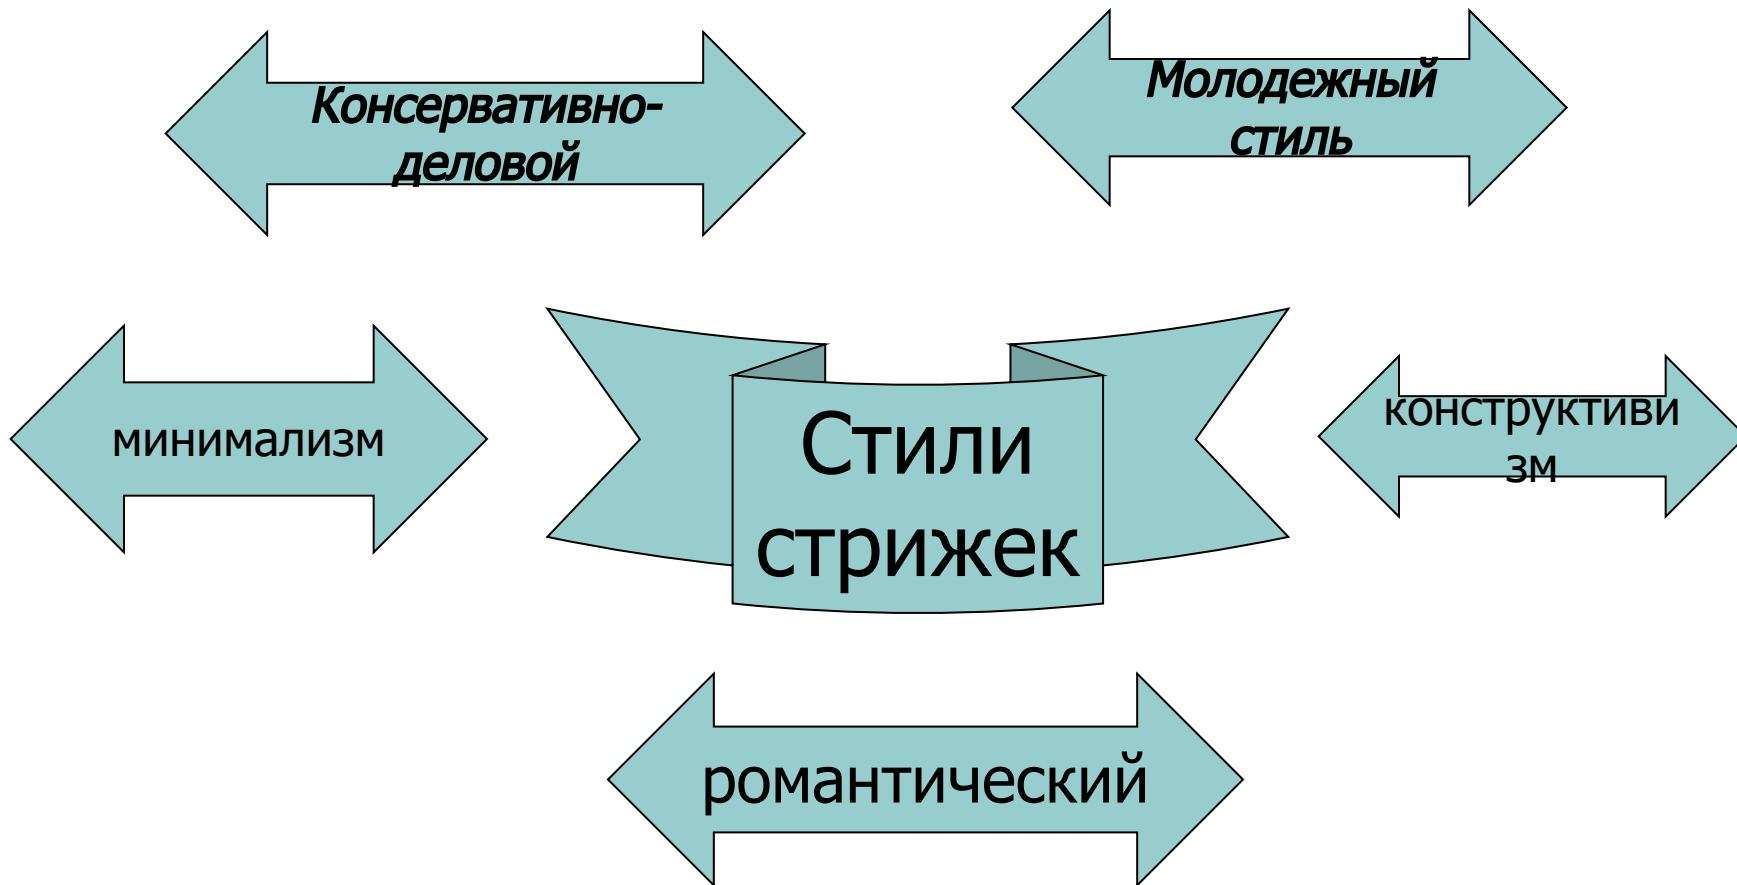 Консервативно-
деловой
Молодежный
стиль
минимализм
Стили
стрижек
конструктиви
зм
романтический